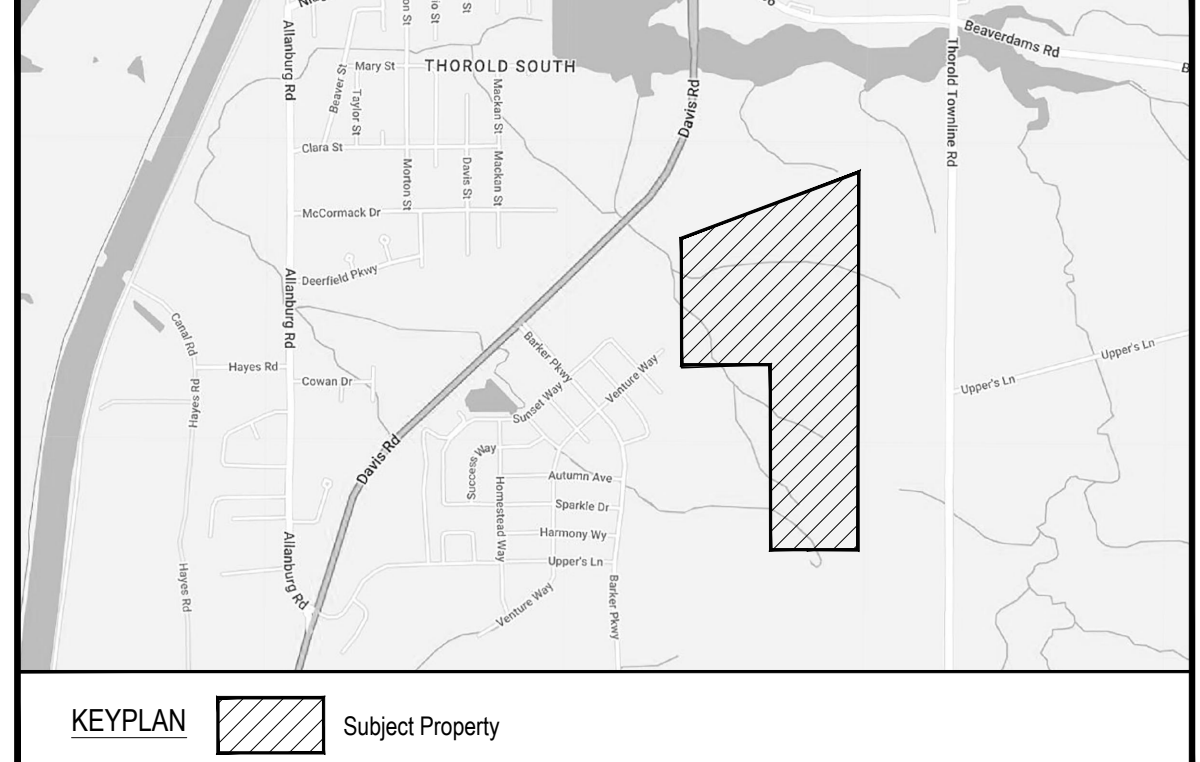 Allanburg Rd
Beaverdams Rd
Thorold Townline Rd
Mary St
THOROLD SOUTH
Beaver St
Taylor St
Mackan St
Davis Rd
Clara St
Morton St
Davis St
Mackan St
McCormack Dr
Deerfield Pkwy
Allanburg Rd
Canal Rd
Barker Pkwy
Upper's Ln
Hayes Rd
Venture Way
Cowan Dr
Upper's Ln
Hayes Rd
Sunset Way
Davis Rd
Success Way
Autumn Ave
Homestead Way
Sparkle Dr
Harmony Wy
Allanburg Rd
Upper's Ln
Hayes Rd
Venture Way
Barker Pkwy
KEYPLAN
Subject Property